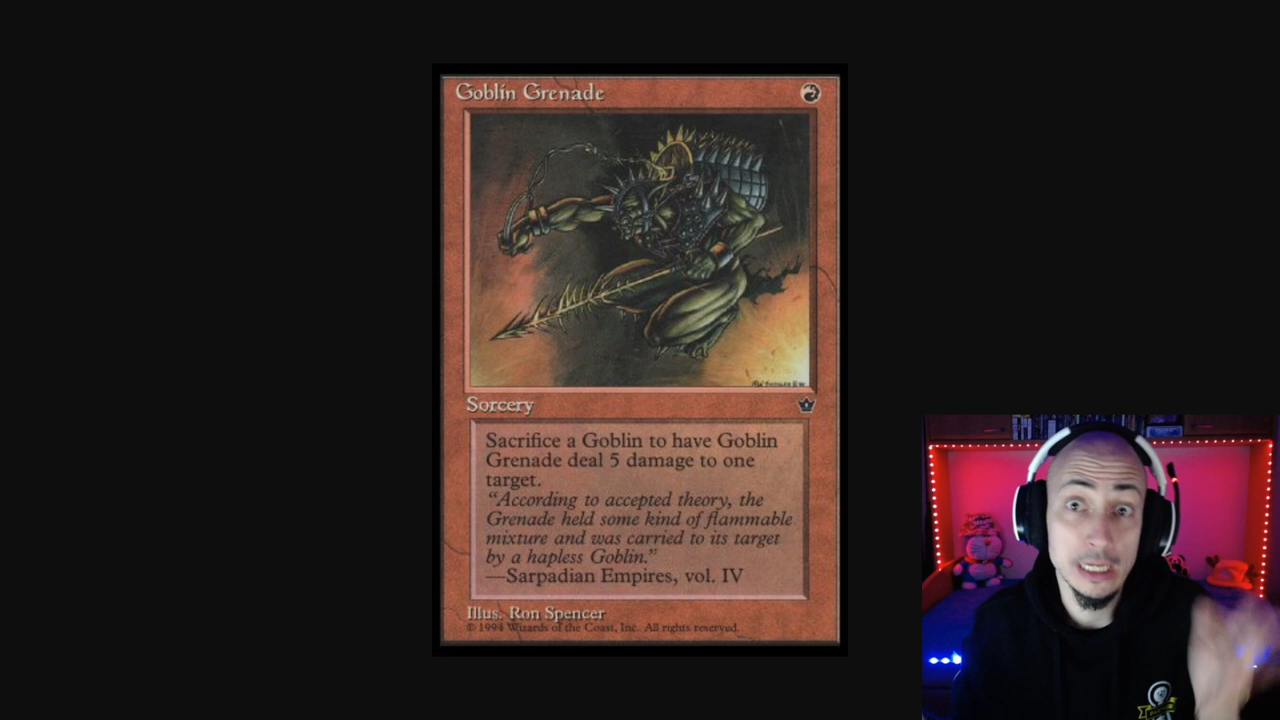 Goblin Grenade
Sorcery
Sacrifice a Goblin to have Goblin
Grenade deal 5 damage to one
target.
“According to accepted theory, the
Grenade held some kind of flammable
mixture and was carried to its target
by a hapless Goblin.”
—Sarpadian Empires, vol. IV
Illus. Ron Spencer
© 1994 Wizards of the Coast, Inc. All rights reserved.